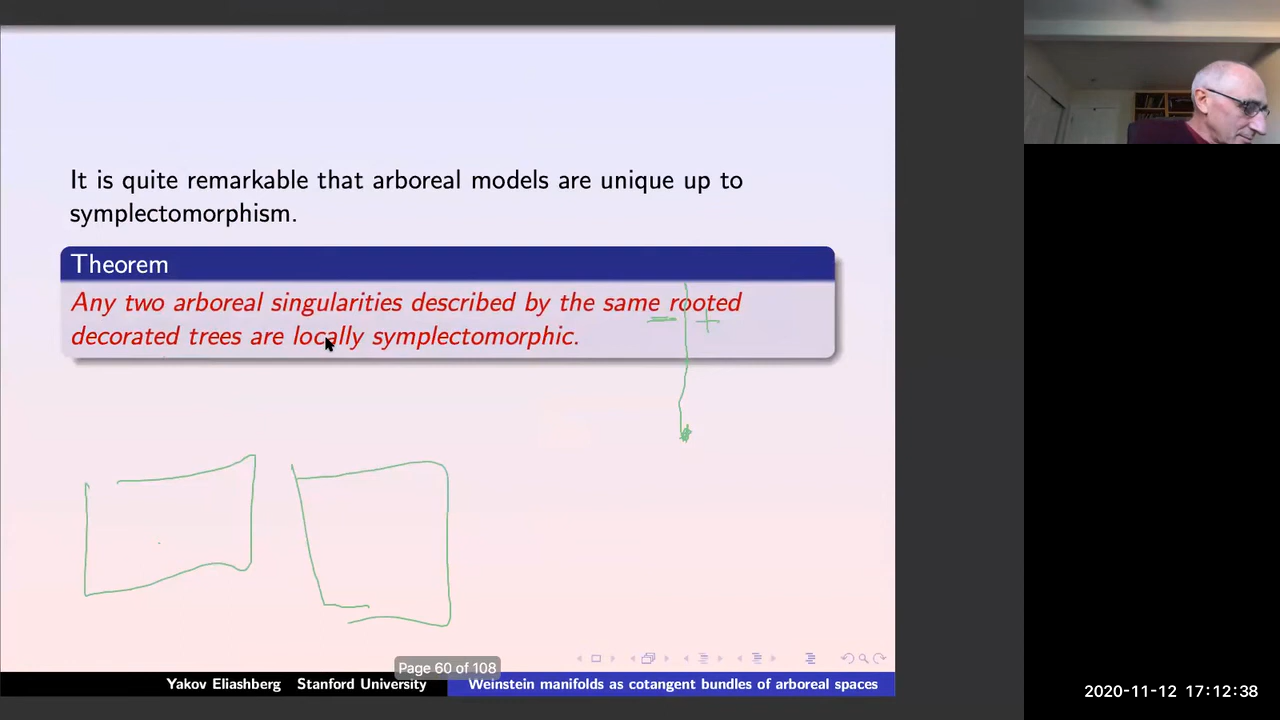 It is quite remarkable that arboreal models are unique up to
symplectomorphism.
Theorem
Any two arboreal singularities described by the same rooted
decorated trees are locally symplectomorphic.
− +
Page 60 of 108
Yakov Eliashberg Stanford University Weinstein manifolds as cotangent bundles of arboreal spaces
2020-11-12 17:12:38